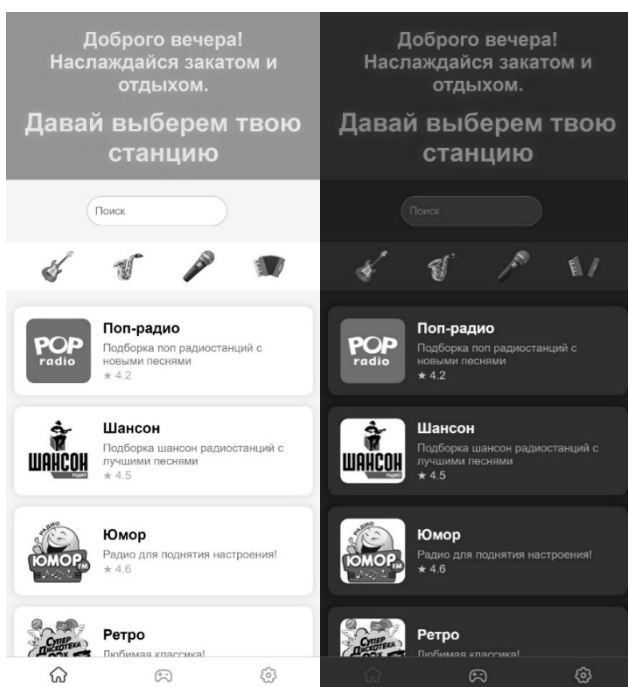 Доброго вечера!
Наслаждайся закатом и
отдыхом.
Давай выберем твою
станцию
Поиск
POP
radio
Поп-радио
Подборка поп радиостанций с
новыми песнями
★ 4.2
ШАНСОН
РАДИО
Шансон
Подборка шансон радиостанций с
лучшими песнями
★ 4.5
РАДИО
ЮМОР
FM
Юмор
Радио для поднятия настроения!
★ 4.6
СУПЕР
ДИСКОТЕКА
Ретро
Любимая классика!
Доброго вечера!
Наслаждайся закатом и
отдыхом.
Давай выберем твою
станцию
Поиск
POP
radio
Поп-радио
Подборка поп радиостанций с
новыми песнями
★ 4.2
ШАНСОН
РАДИО
Шансон
Подборка шансон радиостанций с
лучшими песнями
★ 4.5
РАДИО
ЮМОР
FM
Юмор
Радио для поднятия настроения!
★ 4.6
СУПЕР
ДИСКОТЕКА
Ретро
Любимая классика!